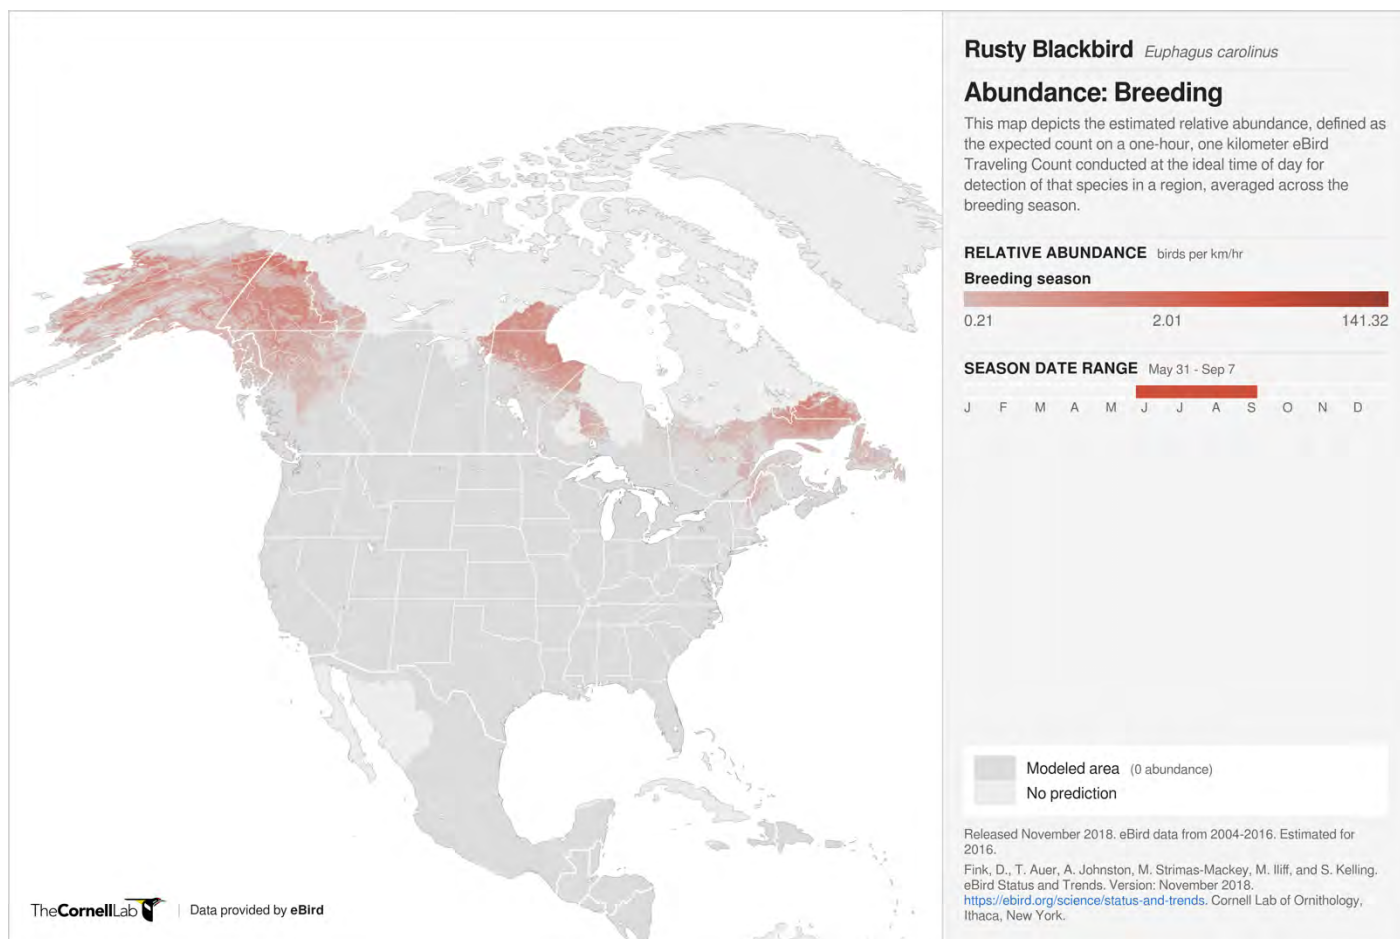 Rusty Blackbird Euphagus carolinus
Abundance: Breeding
This map depicts the estimated relative abundance, defined as
the expected count on a one-hour, one kilometer eBird
Traveling Count conducted at the ideal time of day for
detection of that species in a region, averaged across the
breeding season.
RELATIVE ABUNDANCE birds per km/hr
Breeding season
0.21 2.01 141.32
SEASON DATE RANGE May 31 - Sep 7
J F M A M J J A S O N D
Modeled area (0 abundance)
No prediction
Released November 2018. eBird data from 2004-2016. Estimated for
2016.
Fink, D., T. Auer, A. Johnston, M. Strimas-Mackey, M. Iliff, and S. Kelling.
eBird Status and Trends. Version: November 2018.
https://ebird.org/science/status-and-trends. Cornell Lab of Ornithology,
Ithaca, New York.
TheCornellLab Data provided by eBird